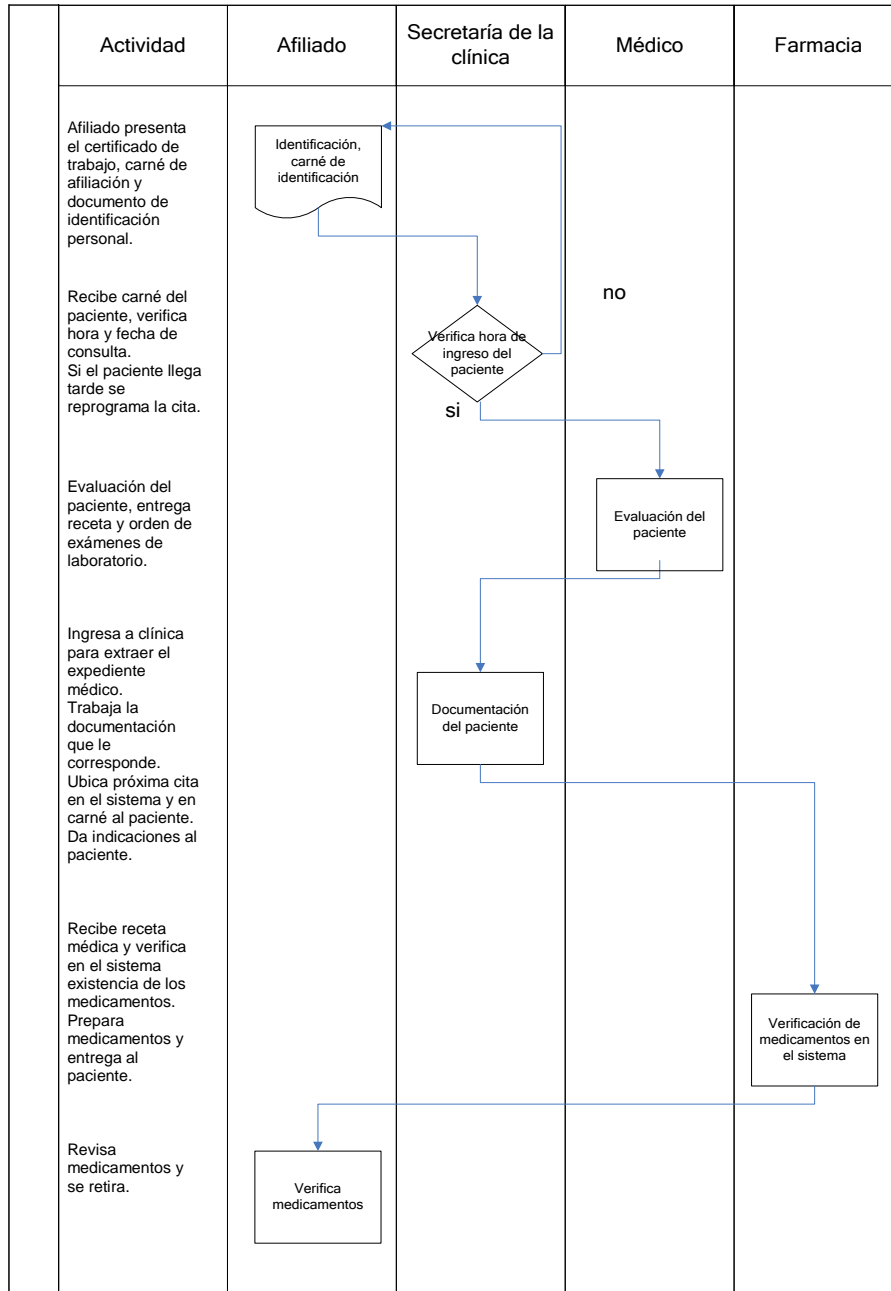 Actividad
Afiliado
Secretaría de la
clínica
Médico
Farmacia
Afiliado presenta
el certificado de
trabajo, carné de
afiliación y
documento de
identificación
personal.
Identificación,
carné de
identificación
Recibe carné del
paciente, verifica
hora y fecha de
consulta.
Si el paciente llega
tarde se
reprograma la cita.
Verifica hora de
ingreso del
paciente
no
si
Evaluación del
paciente, entrega
receta y orden de
exámenes de
laboratorio.
Evaluación del
paciente
Ingresa a clínica
para extraer el
expediente
médico.
Trabaja la
documentación
que le
corresponde.
Ubica próxima cita
en el sistema y en
carné al paciente.
Da indicaciones al
paciente.
Documentación
del paciente
Recibe receta
médica y verifica
en el sistema
existencia de los
medicamentos.
Prepara
medicamentos y
entrega al
paciente.
Verificación de
medicamentos en
el sistema
Revisa
medicamentos y
se retira.
Verifica
medicamentos